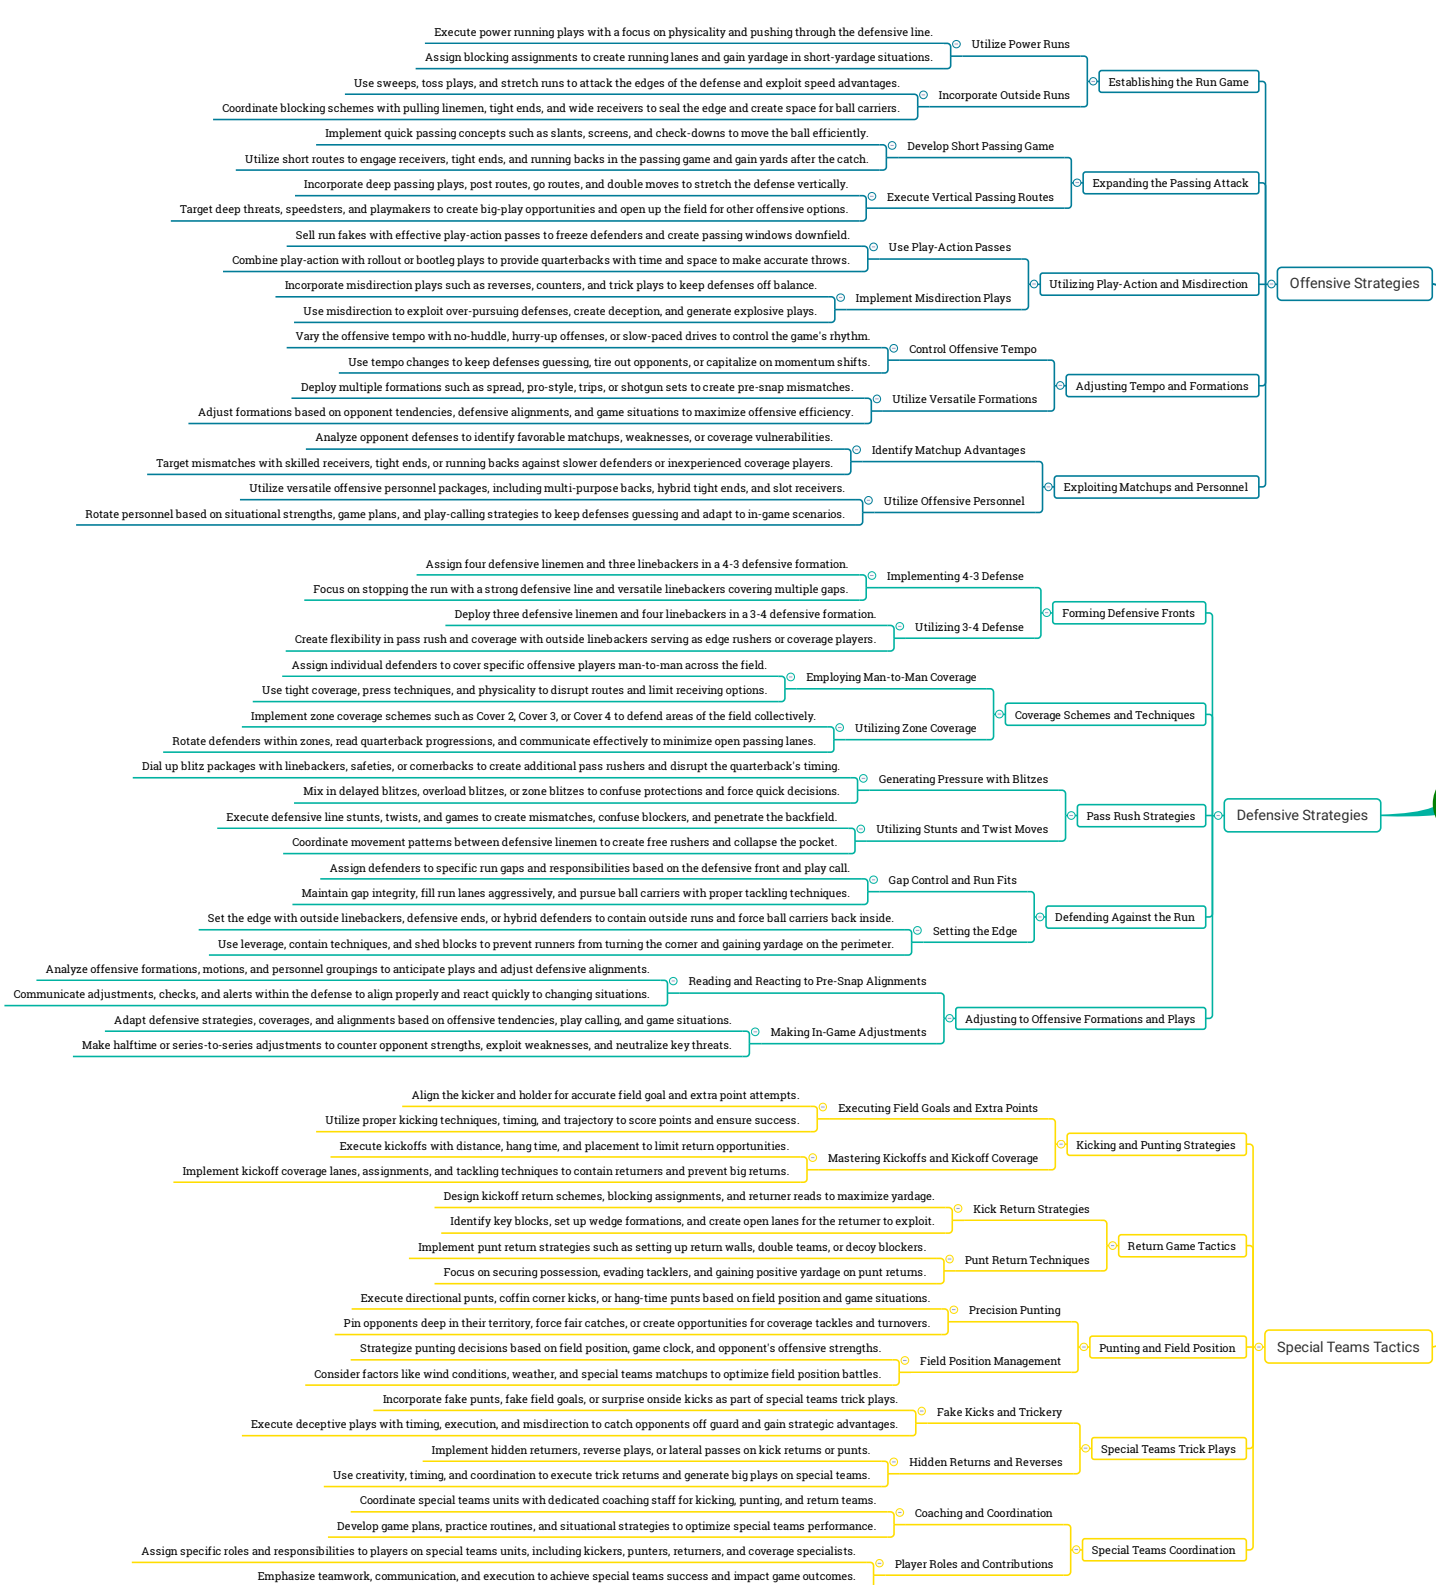 Execute power running plays with a focus on physicality and pushing through the defensive line.
Utilize Power Runs
Assign blocking assignments to create running lanes and gain yardage in short-yardage situations.
Establishing the Run Game
Use sweeps, toss plays, and stretch runs to attack the edges of the defense and exploit speed advantages.
Incorporate Outside Runs
Coordinate blocking schemes with pulling linemen, tight ends, and wide receivers to seal the edge and create space for ball carriers.
Implement quick passing concepts such as slants, screens, and check-downs to move the ball efficiently.
Develop Short Passing Game
Utilize short routes to engage receivers, tight ends, and running backs in the passing game and gain yards after the catch.
Expanding the Passing Attack
Incorporate deep passing plays, post routes, go routes, and double moves to stretch the defense vertically.
Execute Vertical Passing Routes
Target deep threats, speedsters, and playmakers to create big-play opportunities and open up the field for other offensive options.
Sell run fakes with effective play-action passes to freeze defenders and create passing windows downfield.
Use Play-Action Passes
Combine play-action with rollout or bootleg plays to provide quarterbacks with time and space to make accurate throws.
Utilizing Play-Action and Misdirection
Offensive Strategies
Incorporate misdirection plays such as reverses, counters, and trick plays to keep defenses off balance.
Implement Misdirection Plays
Use misdirection to exploit over-pursuing defenses, create deception, and generate explosive plays.
Vary the offensive tempo with no-huddle, hurry-up offenses, or slow-paced drives to control the game's rhythm.
Control Offensive Tempo
Use tempo changes to keep defenses guessing, tire out opponents, or capitalize on momentum shifts.
Adjusting Tempo and Formations
Deploy multiple formations such as spread, pro-style, trips, or shotgun sets to create pre-snap mismatches.
Utilize Versatile Formations
Adjust formations based on opponent tendencies, defensive alignments, and game situations to maximize offensive efficiency.
Analyze opponent defenses to identify favorable matchups, weaknesses, or coverage vulnerabilities.
Identify Matchup Advantages
Target mismatches with skilled receivers, tight ends, or running backs against slower defenders or inexperienced coverage players.
Exploiting Matchups and Personnel
Utilize versatile offensive personnel packages, including multi-purpose backs, hybrid tight ends, and slot receivers.
Utilize Offensive Personnel
Rotate personnel based on situational strengths, game plans, and play-calling strategies to keep defenses guessing and adapt to in-game scenarios.
Assign four defensive linemen and three linebackers in a 4-3 defensive formation.
Implementing 4-3 Defense
Focus on stopping the run with a strong defensive line and versatile linebackers covering multiple gaps.
Forming Defensive Fronts
Deploy three defensive linemen and four linebackers in a 3-4 defensive formation.
Utilizing 3-4 Defense
Create flexibility in pass rush and coverage with outside linebackers serving as edge rushers or coverage players.
Assign individual defenders to cover specific offensive players man-to-man across the field.
Employing Man-to-Man Coverage
Use tight coverage, press techniques, and physicality to disrupt routes and limit receiving options.
Coverage Schemes and Techniques
Implement zone coverage schemes such as Cover 2, Cover 3, or Cover 4 to defend areas of the field collectively.
Utilizing Zone Coverage
Rotate defenders within zones, read quarterback progressions, and communicate effectively to minimize open passing lanes.
Dial up blitz packages with linebackers, safeties, or cornerbacks to create additional pass rushers and disrupt the quarterback's timing.
Generating Pressure with Blitzes
Mix in delayed blitzes, overload blitzes, or zone blitzes to confuse protections and force quick decisions.
Pass Rush Strategies
Defensive Strategies
Execute defensive line stunts, twists, and games to create mismatches, confuse blockers, and penetrate the backfield.
Utilizing Stunts and Twist Moves
Coordinate movement patterns between defensive linemen to create free rushers and collapse the pocket.
Assign defenders to specific run gaps and responsibilities based on the defensive front and play call.
Gap Control and Run Fits
Maintain gap integrity, fill run lanes aggressively, and pursue ball carriers with proper tackling techniques.
Defending Against the Run
Set the edge with outside linebackers, defensive ends, or hybrid defenders to contain outside runs and force ball carriers back inside.
Setting the Edge
Use leverage, contain techniques, and shed blocks to prevent runners from turning the corner and gaining yardage on the perimeter.
Analyze offensive formations, motions, and personnel groupings to anticipate plays and adjust defensive alignments.
Reading and Reacting to Pre-Snap Alignments
Communicate adjustments, checks, and alerts within the defense to align properly and react quickly to changing situations.
Adjusting to Offensive Formations and Plays
Adapt defensive strategies, coverages, and alignments based on offensive tendencies, play calling, and game situations.
Making In-Game Adjustments
Make halftime or series-to-series adjustments to counter opponent strengths, exploit weaknesses, and neutralize key threats.
Align the kicker and holder for accurate field goal and extra point attempts.
Executing Field Goals and Extra Points
Utilize proper kicking techniques, timing, and trajectory to score points and ensure success.
Kicking and Punting Strategies
Execute kickoffs with distance, hang time, and placement to limit return opportunities.
Mastering Kickoffs and Kickoff Coverage
Implement kickoff coverage lanes, assignments, and tackling techniques to contain returners and prevent big returns.
Design kickoff return schemes, blocking assignments, and returner reads to maximize yardage.
Kick Return Strategies
Identify key blocks, set up wedge formations, and create open lanes for the returner to exploit.
Return Game Tactics
Implement punt return strategies such as setting up return walls, double teams, or decoy blockers.
Punt Return Techniques
Focus on securing possession, evading tacklers, and gaining positive yardage on punt returns.
Execute directional punts, coffin corner kicks, or hang-time punts based on field position and game situations.
Precision Punting
Pin opponents deep in their territory, force fair catches, or create opportunities for coverage tackles and turnovers.
Punting and Field Position
Special Teams Tactics
Strategize punting decisions based on field position, game clock, and opponent's offensive strengths.
Field Position Management
Consider factors like wind conditions, weather, and special teams matchups to optimize field position battles.
Incorporate fake punts, fake field goals, or surprise onside kicks as part of special teams trick plays.
Fake Kicks and Trickery
Execute deceptive plays with timing, execution, and misdirection to catch opponents off guard and gain strategic advantages.
Special Teams Trick Plays
Implement hidden returners, reverse plays, or lateral passes on kick returns or punts.
Hidden Returns and Reverses
Use creativity, timing, and coordination to execute trick returns and generate big plays on special teams.
Coordinate special teams units with dedicated coaching staff for kicking, punting, and return teams.
Coaching and Coordination
Develop game plans, practice routines, and situational strategies to optimize special teams performance.
Special Teams Coordination
Assign specific roles and responsibilities to players on special teams units, including kickers, punters, returners, and coverage specialists.
Player Roles and Contributions
Emphasize teamwork, communication, and execution to achieve special teams success and impact game outcomes.